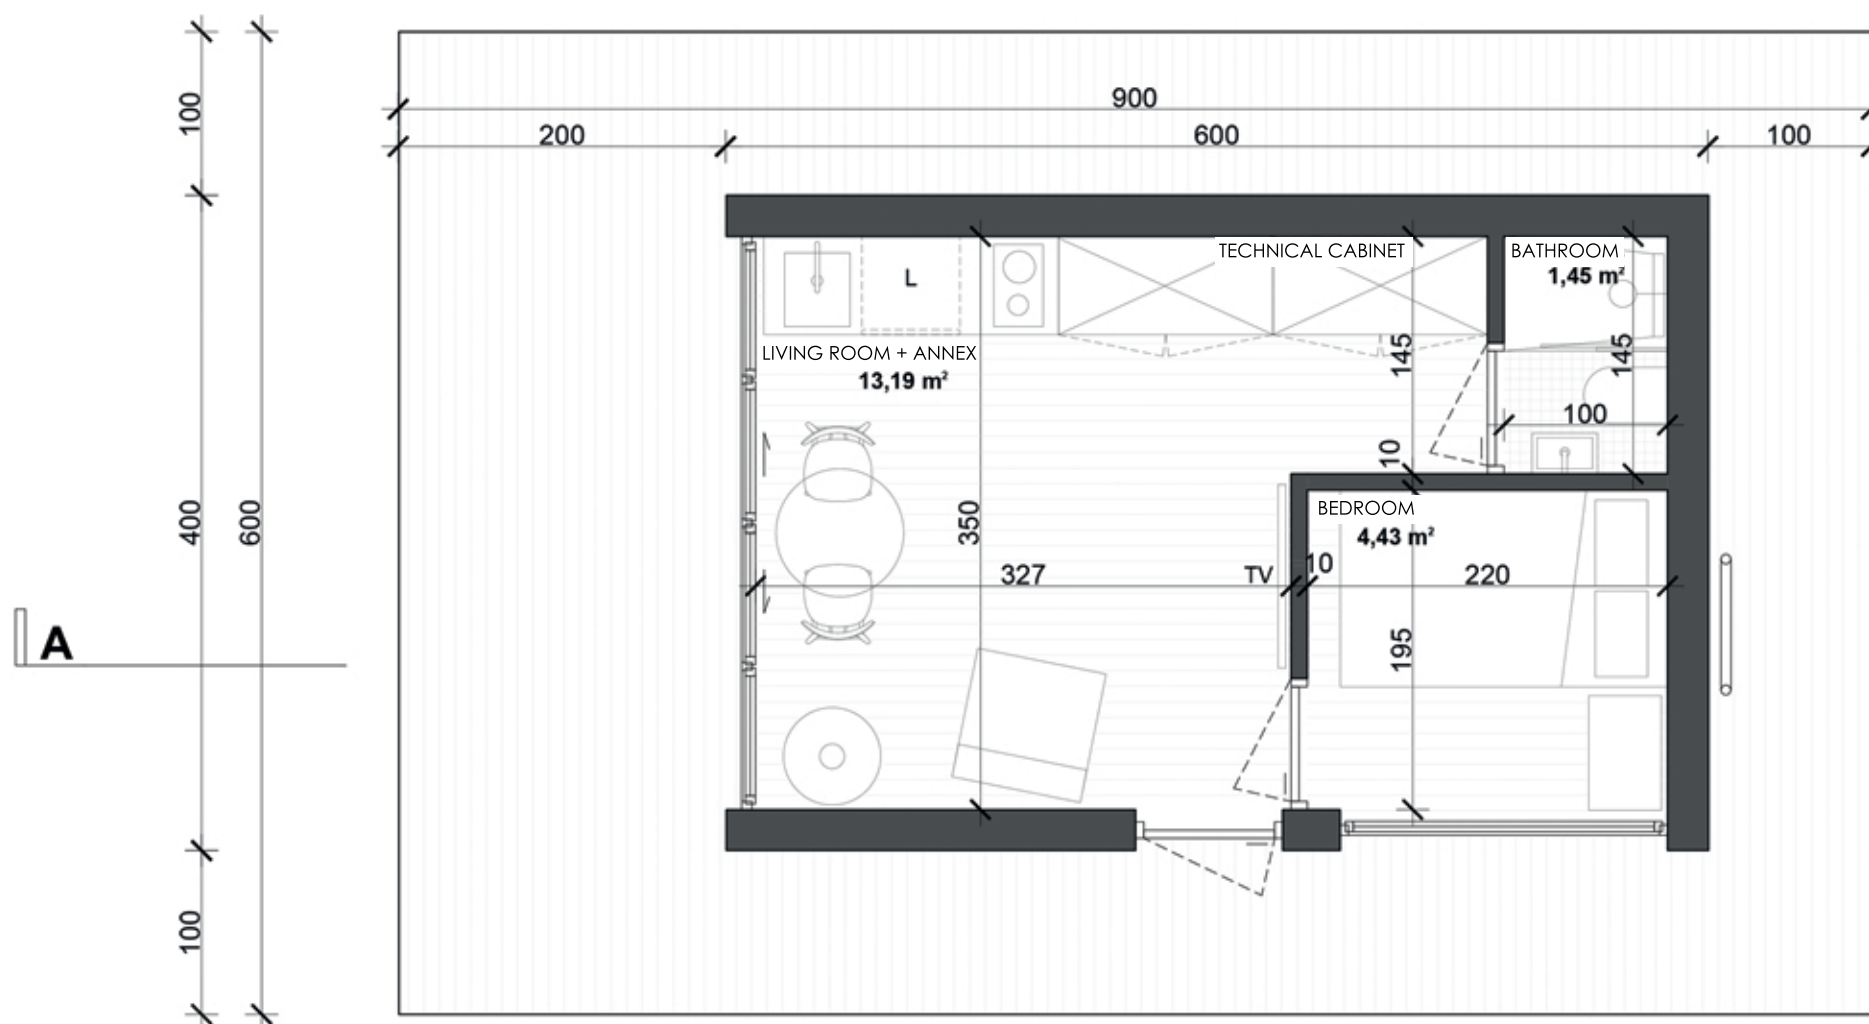 900
200
600
100
100
L
TECHNICAL CABINET
BATHROOM
1,45 m²
LIVING ROOM + ANNEX
13,19 m²
145
145
100
10
BEDROOM
4,43 m²
400
600
350
327
TV
10
220
195
A
100